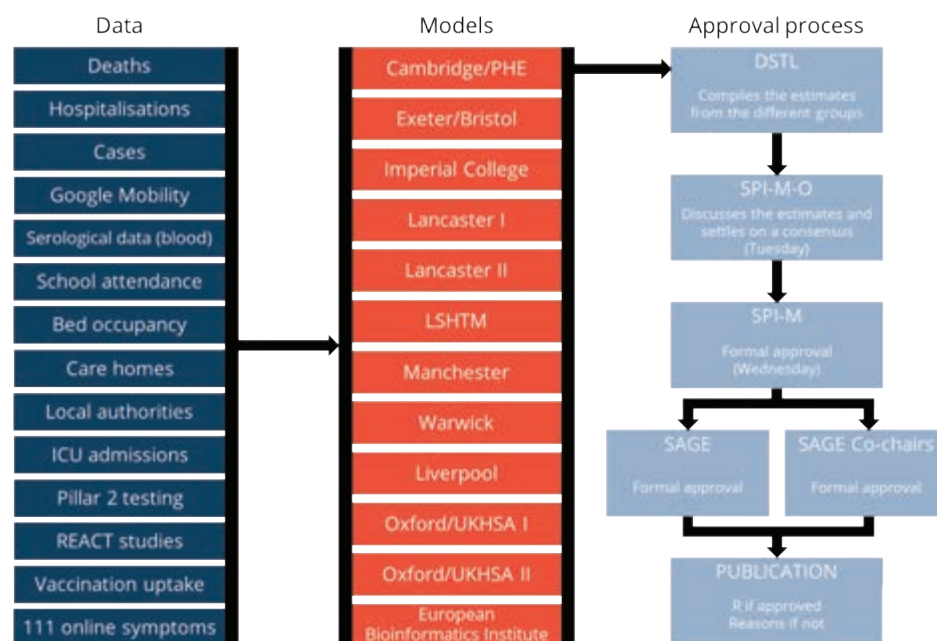 Data
Deaths
Hospitalisations
Cases
Google Mobility
Serological data (blood)
School attendance
Bed occupancy
Care homes
Local authorities
ICU admissions
Pillar 2 testing
REACT studies
Vaccination uptake
111 online symptoms
Models
Cambridge/PHE
Exeter/Bristol
Imperial College
Lancaster I
Lancaster II
LSHTM
Manchester
Warwick
Liverpool
Oxford/UKHSA I
Oxford/UKHSA II
European
Bioinformatics Institute
Approval process
DSTL
Compiles the estimates
from the different groups
SPI-M-O
Discusses the estimates and
settles on a consensus
(Tuesday)
SPI-M
Formal approval
(Wednesday)
SAGE
Formal approval
SAGE Co-chairs
Formal approval
PUBLICATION
R if approved
Reasons if not